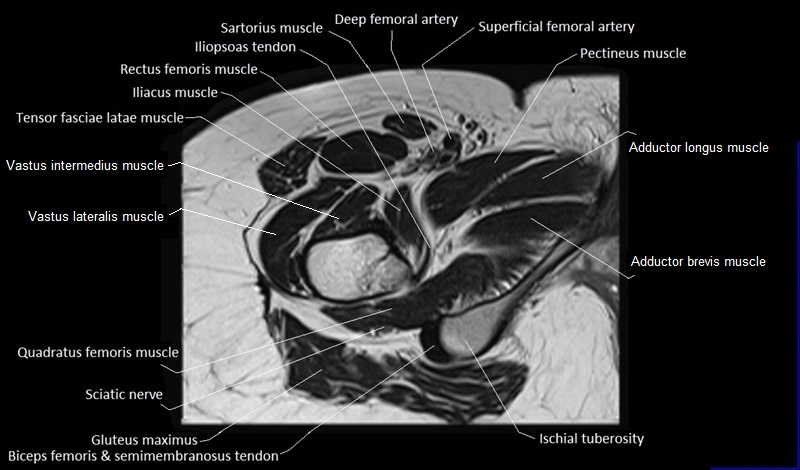 Deep femoral artery
Sartorius muscle
Superficial femoral artery
Iliopsoas tendon
Pectineus muscle
Rectus femoris muscle
Iliacus muscle
Tensor fasciae latae muscle
Adductor longus muscle
Vastus intermedius muscle
Vastus lateralis muscle
Adductor brevis muscle
Quadratus femoris muscle
Sciatic nerve
Gluteus maximus
Ischial tuberosity
Biceps femoris & semimembranosus tendon